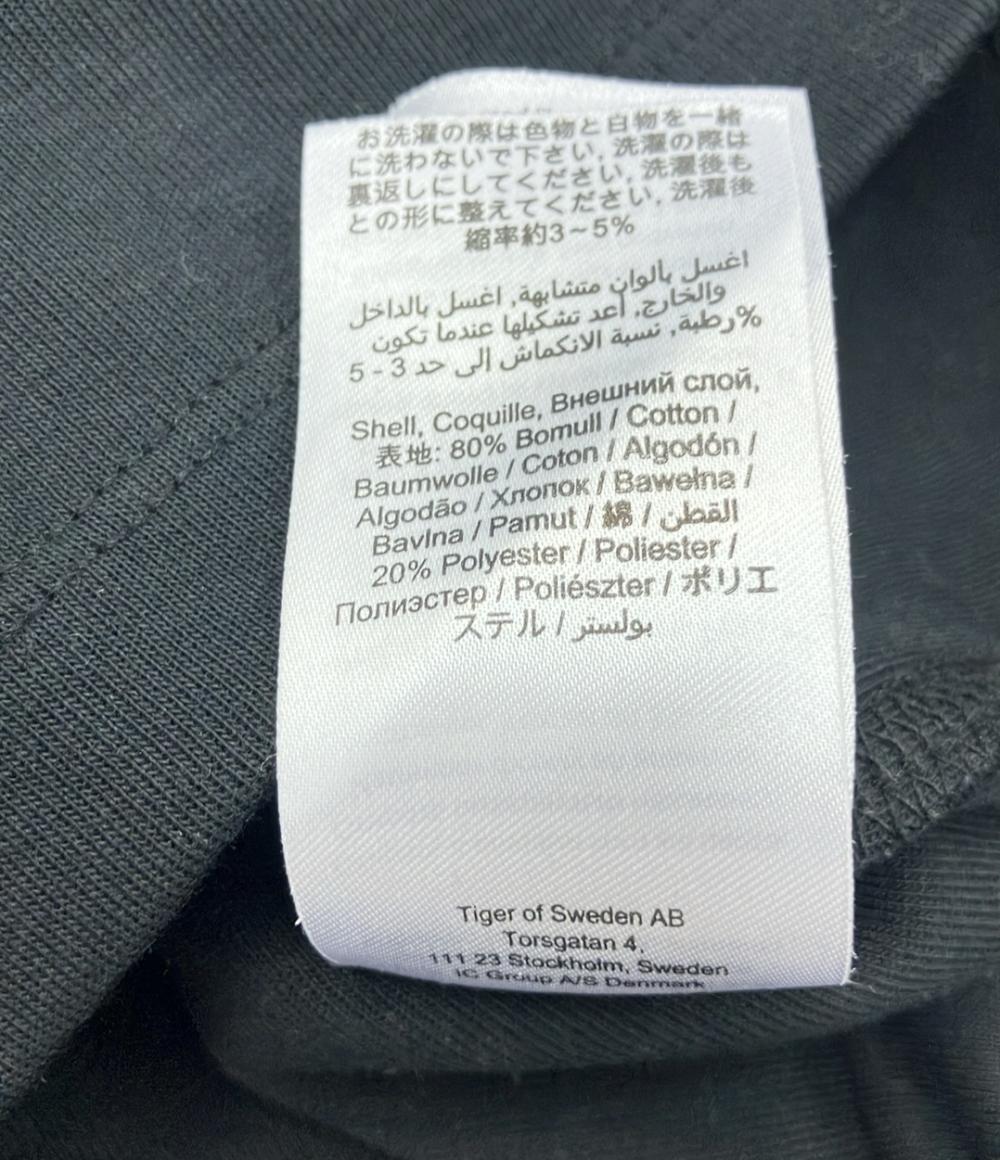 お洗濯の際は色物と白物を一緒
に洗わないで下さい, 洗濯の際は
裏返しにしてください, 洗濯後も
との形に整えてください, 洗濯後
縮率約3~5%
اغسل بألوان متشابهة, اغسل بالداخل
والخارج, اعد تشكيلها عندما تكون
رطبة, نسبة الانكماش الى حد 3 - 5%
Shell, Coquille, Внешний слой,
表地: 80% Bomull / Cotton /
Baumwolle / Coton / Algodón /
Algodão / Хлопок / Bawełna /
Bavlna / Pamut / 綿 / القطن
20% Polyester / Poliester /
Полиэстер / Poliészter / ポリエ
ステル / بولستر
Tiger of Sweden AB
Torsgatan 4,
111 23 Stockholm, Sweden
IC Group A/S Denmark